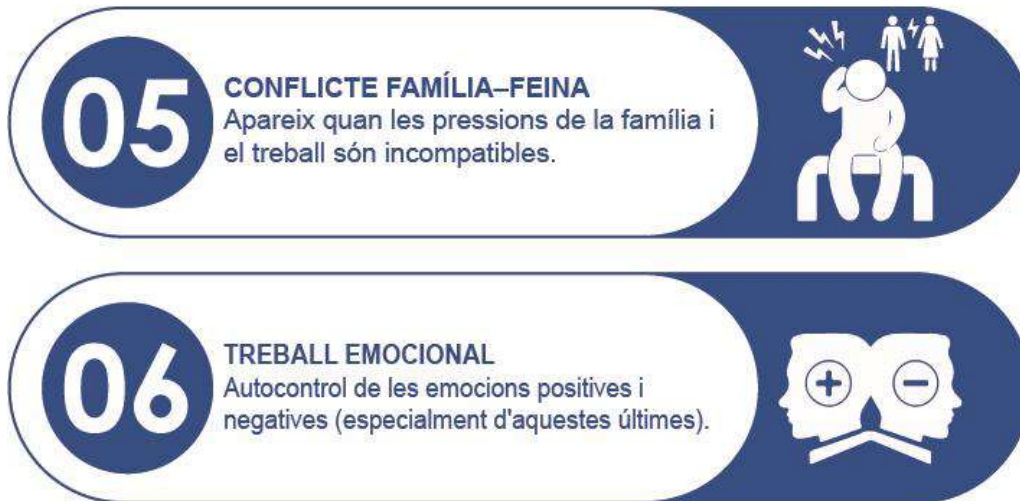 05
CONFLICTE FAMÍLIA–FEINA
Apareix quan les pressions de la família i
el treball són incompatibles.
06
TREBALL EMOCIONAL
Autocontrol de les emocions positives i
negatives (especialment d'aquestes últimes).